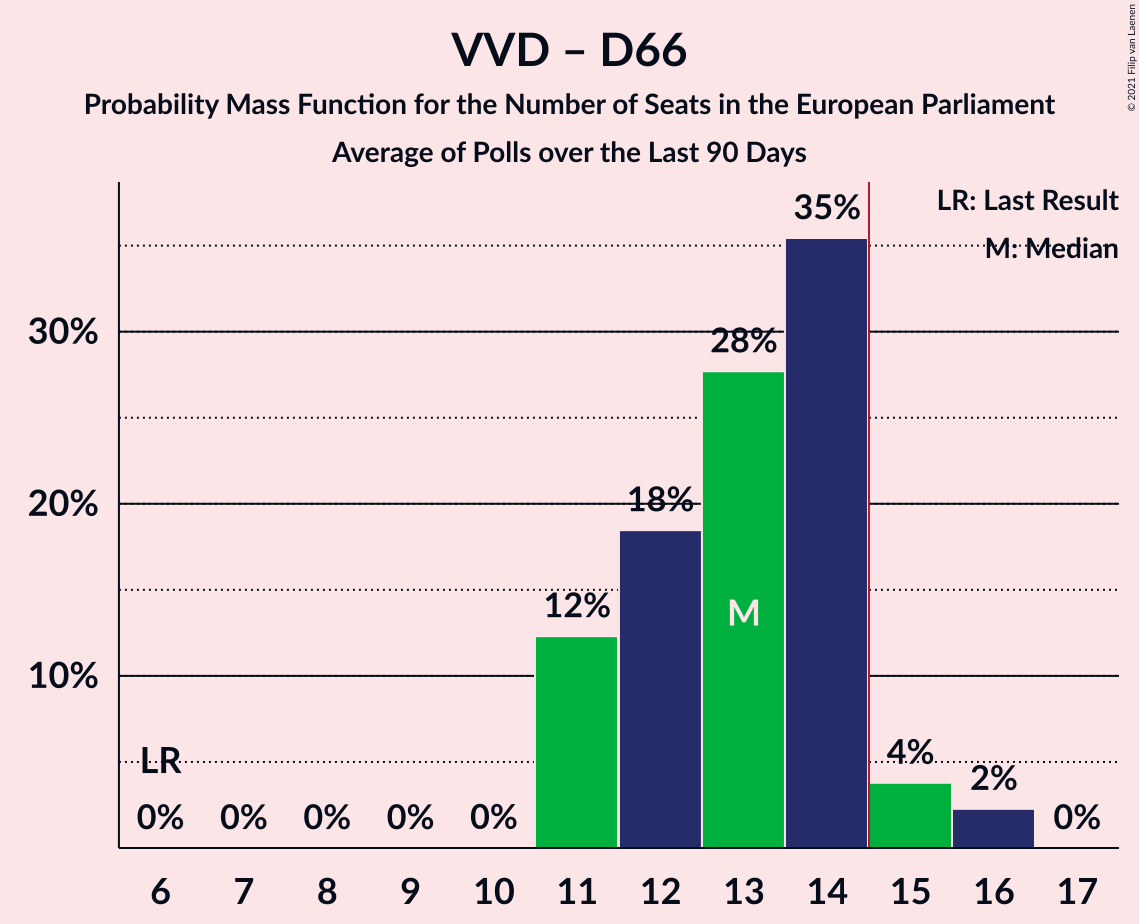 VVD – D66
Probability Mass Function for the Number of Seats in the European Parliament
Average of Polls over the Last 90 Days
© 2021 Filip van Laenen
LR: Last Result
M: Median
35%
30%
28%
20%
18%
12%
M
10%
LR
4%
2%
0% 0% 0% 0% 0% 0%
6 7 8 9 10 11 12 13 14 15 16 17